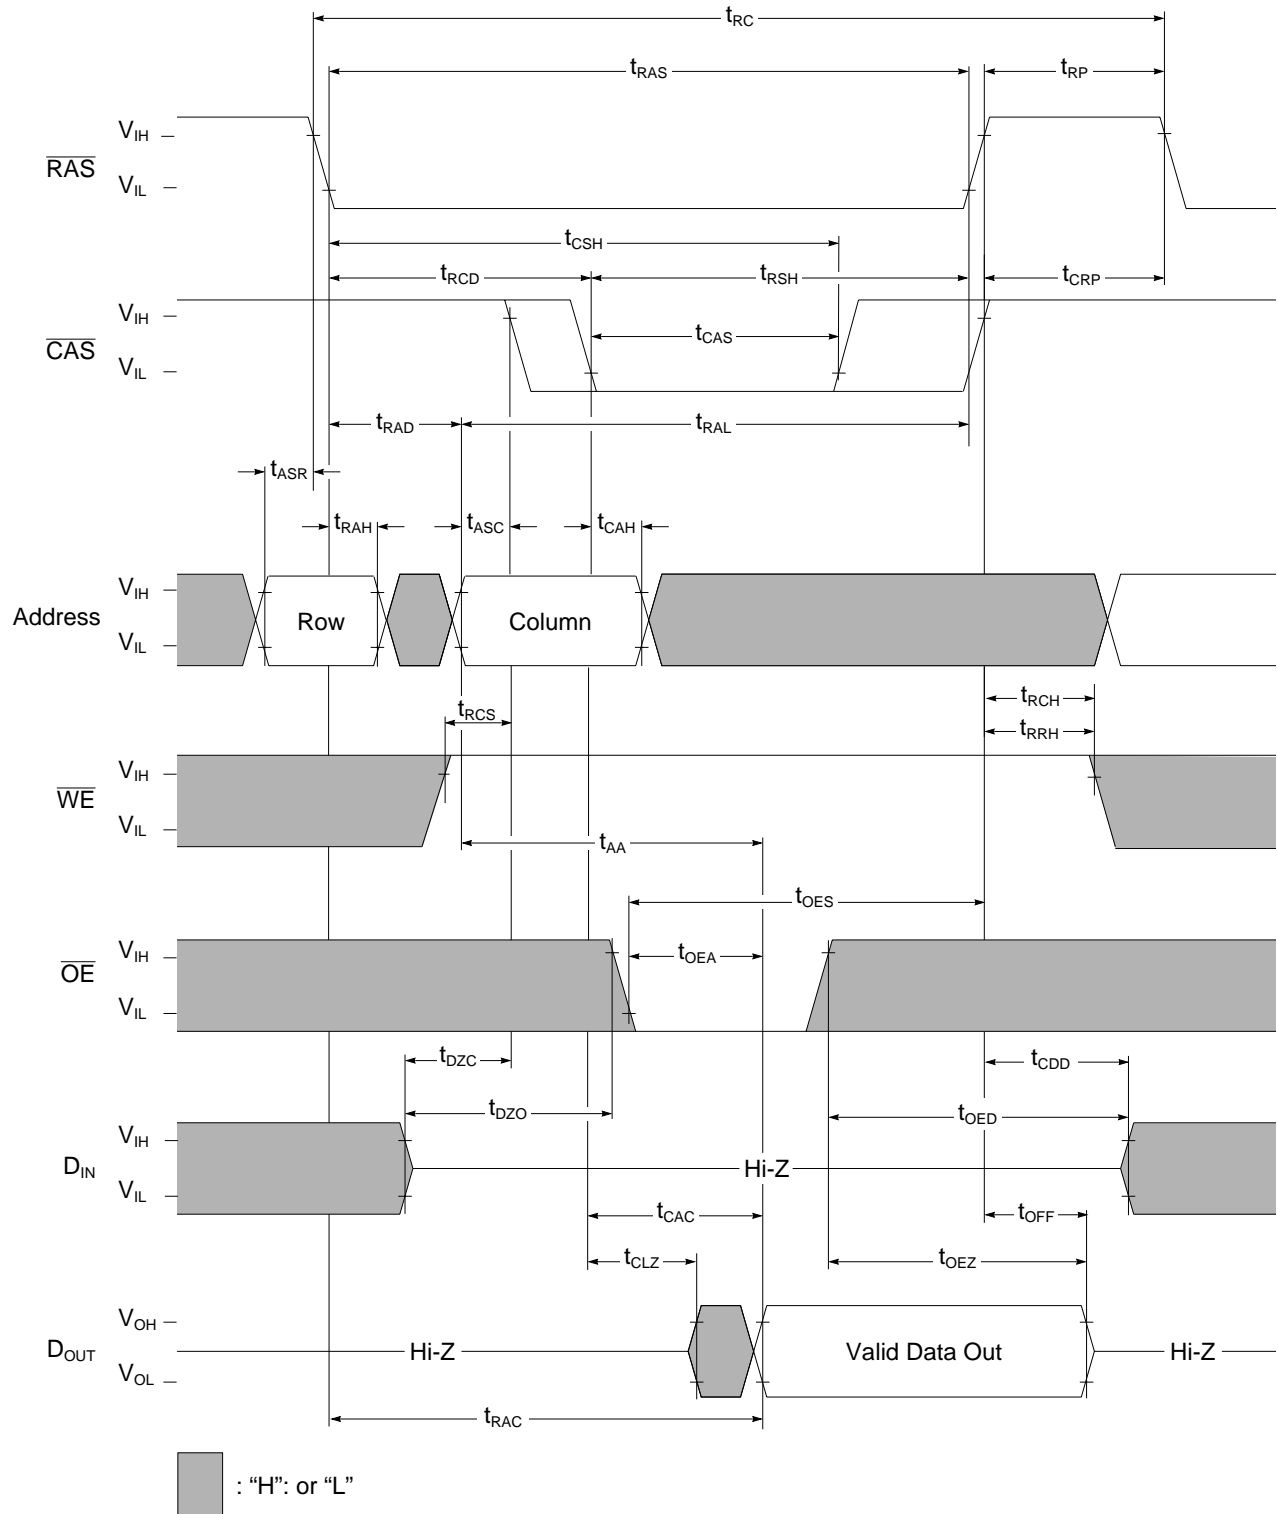 tRC
tRAS tRP
VIH
RAS
VIL
tCSH
tRCD tRSH tCRP
VIH
CAS tCAS
VIL
tRAD tRAL
tASR
tRAH tASC tCAH
VIH
Address Row Column
VIL
tRCH
tRCS
tRRH
VIH
WE
VIL
tAA
tOES
VIH
OE tOEA
VIL
tDZC tCDD
tDZO tOED
VIH
DIN Hi-Z
VIL
tCAC tOFF
tCLZ tOEZ
VOH
DOUT Hi-Z Valid Data Out Hi-Z
VOL
tRAC
: “H”: or “L”